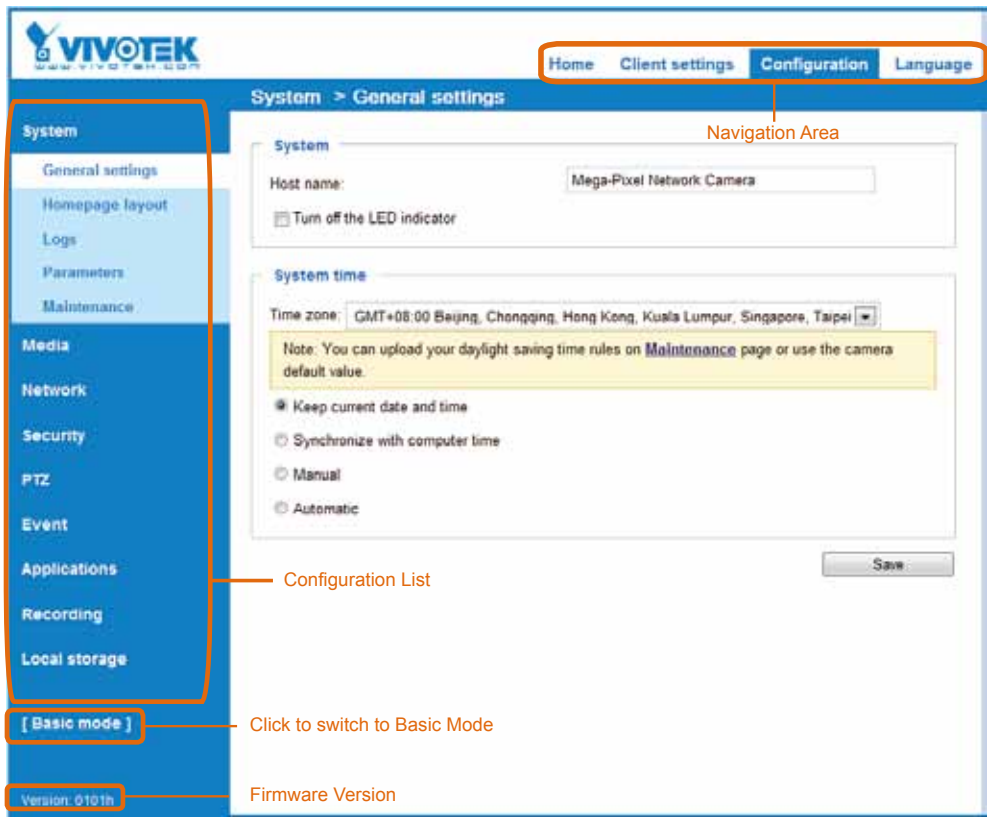 VIVOTEK
WWW.VIVOTEK.COM
Home Client settings Configuration Language
System > General settings
Navigation Area
System
General settings
Homepage layout
Logs
Parameters
Maintenance
Media
Network
Security
PTZ
Event
Applications
Recording
Local storage
[ Basic mode ]
Version: 0101h
System
Host name: Mega-Pixel Network Camera
Turn off the LED indicator
System time
Time zone: GMT+08:00 Beijing, Chongqing, Hong Kong, Kuala Lumpur, Singapore, Taipei
Note: You can upload your daylight saving time rules on Maintenance page or use the camera
default value.
Keep current date and time
Synchronize with computer time
Manual
Automatic
Save
Configuration List
Click to switch to Basic Mode
Firmware Version